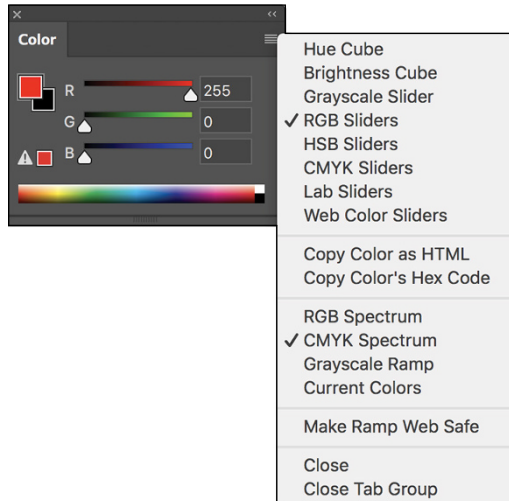 Color
R 255
G 0
B 0
Hue Cube
Brightness Cube
Grayscale Slider
✓ RGB Sliders
HSB Sliders
CMYK Sliders
Lab Sliders
Web Color Sliders
Copy Color as HTML
Copy Color's Hex Code
RGB Spectrum
✓ CMYK Spectrum
Grayscale Ramp
Current Colors
Make Ramp Web Safe
Close
Close Tab Group